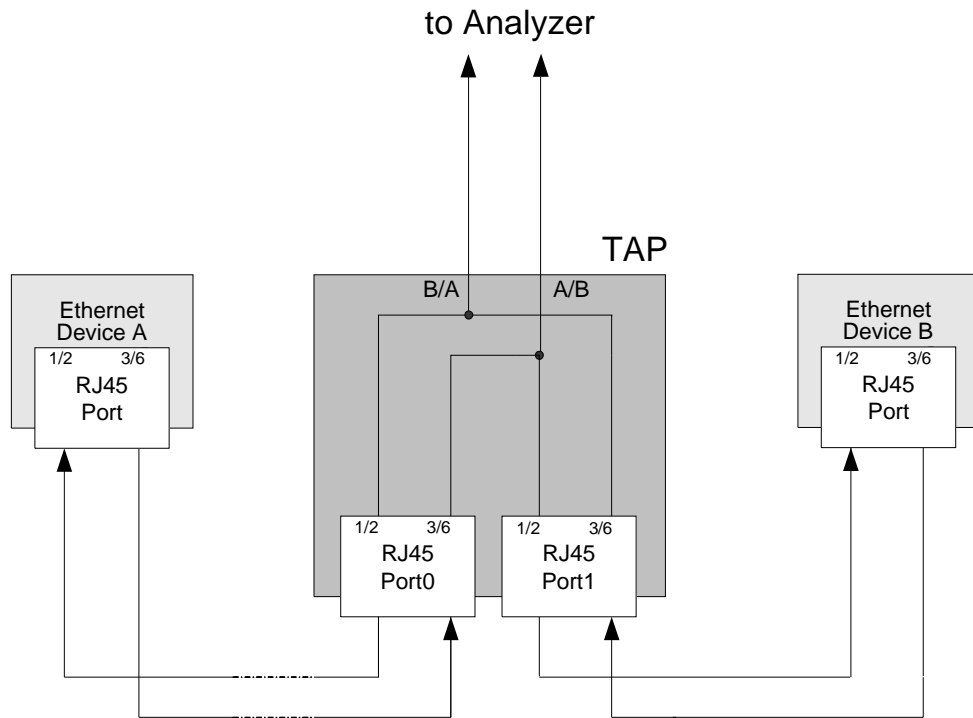 to Analyzer
TAP
B/A A/B
Ethernet
Device A
1/2 3/6
RJ45
Port
Ethernet
Device B
1/2 3/6
RJ45
Port
1/2 3/6
RJ45
Port0
1/2 3/6
RJ45
Port1